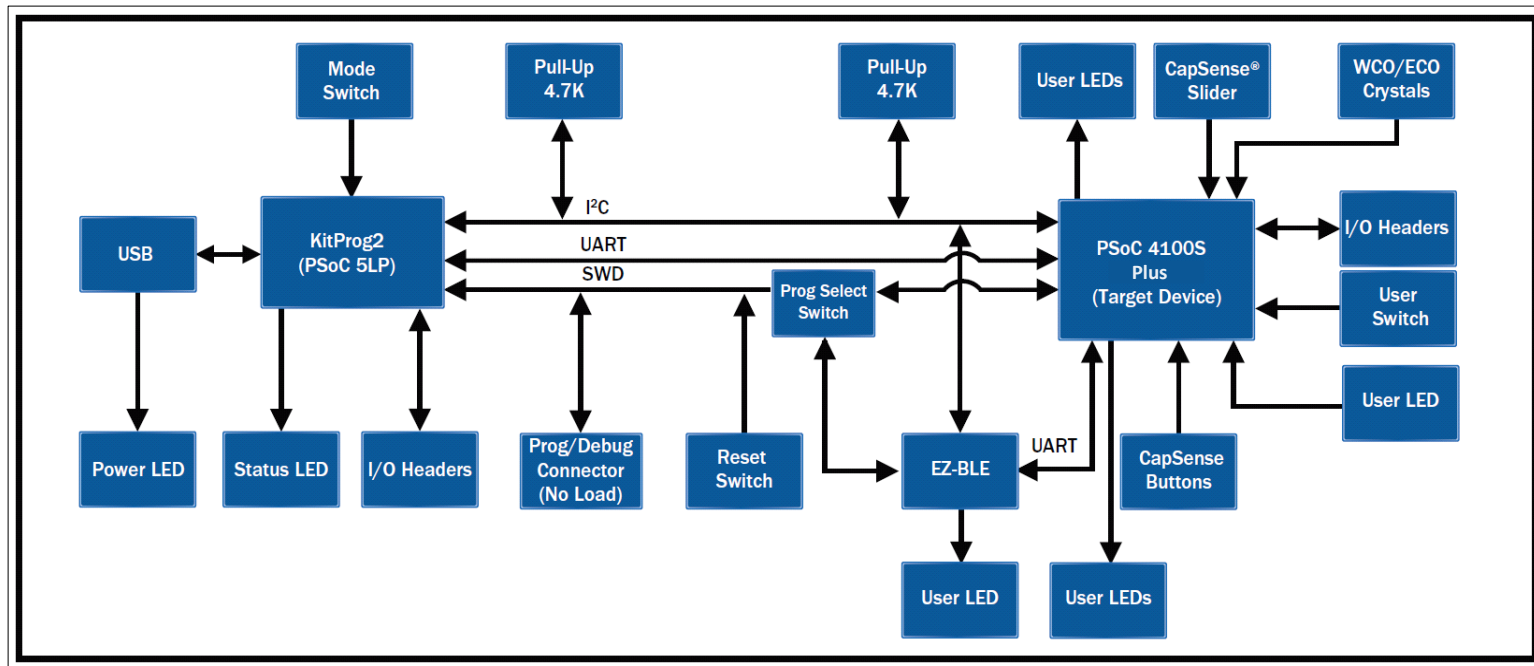 Mode
Switch
Pull-Up
4.7K
Pull-Up
4.7K
User LEDs
CapSense®
Slider
WCO/ECO
Crystals
I²C
UART
SWD
USB
KitProg2
(PSoC 5LP)
Prog Select
Switch
PSoC 4100S
Plus
(Target Device)
I/O Headers
User
Switch
User LED
Power LED
Status LED
I/O Headers
Prog/Debug
Connector
(No Load)
Reset
Switch
EZ-BLE
UART
CapSense
Buttons
User LED
User LEDs